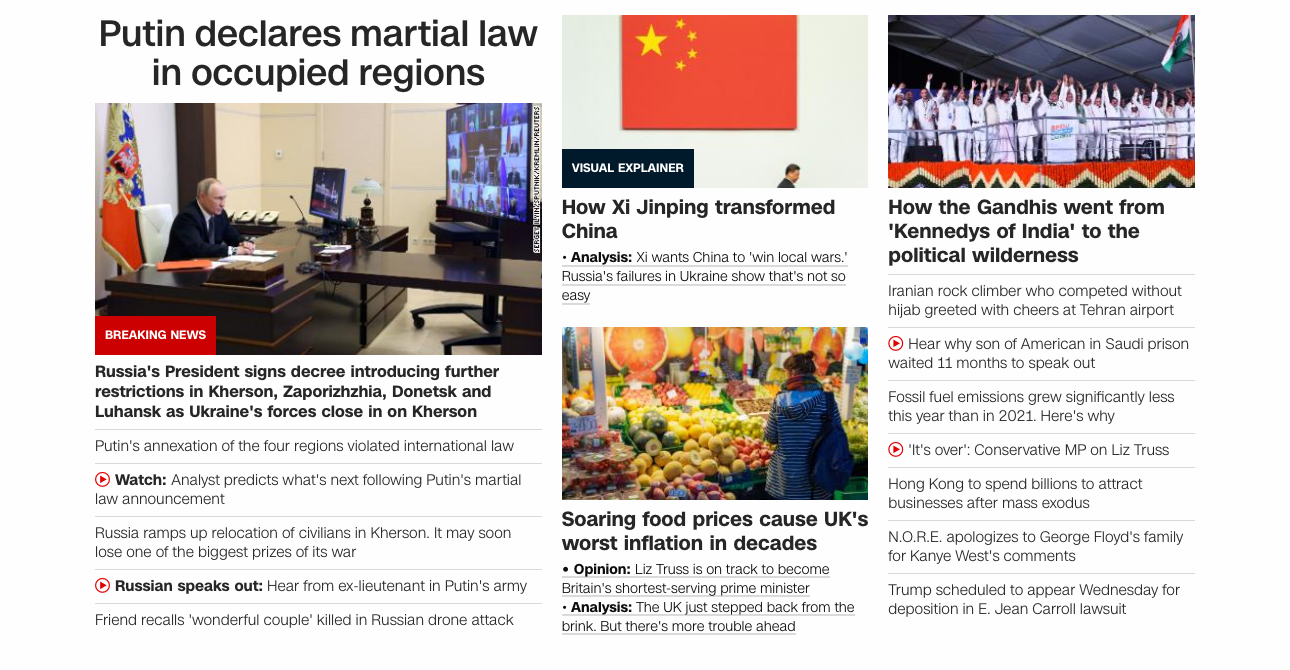 Putin declares martial law
in occupied regions
SERGEY ILYIN/SPUTNIK/KREMLIN/REUTERS
BREAKING NEWS
Russia's President signs decree introducing further
restrictions in Kherson, Zaporizhzhia, Donetsk and
Luhansk as Ukraine's forces close in on Kherson
Putin's annexation of the four regions violated international law
Watch: Analyst predicts what's next following Putin's martial
law announcement
Russia ramps up relocation of civilians in Kherson. It may soon
lose one of the biggest prizes of its war
Russian speaks out: Hear from ex-lieutenant in Putin's army
Friend recalls 'wonderful couple' killed in Russian drone attack
VISUAL EXPLAINER
How Xi Jinping transformed
China
• Analysis: Xi wants China to 'win local wars.'
Russia's failures in Ukraine show that's not so
easy
Soaring food prices cause UK's
worst inflation in decades
• Opinion: Liz Truss is on track to become
Britain's shortest-serving prime minister
• Analysis: The UK just stepped back from the
brink. But there's more trouble ahead
How the Gandhis went from
'Kennedys of India' to the
political wilderness
Iranian rock climber who competed without
hijab greeted with cheers at Tehran airport
Hear why son of American in Saudi prison
waited 11 months to speak out
Fossil fuel emissions grew significantly less
this year than in 2021. Here's why
'It's over': Conservative MP on Liz Truss
Hong Kong to spend billions to attract
businesses after mass exodus
N.O.R.E. apologizes to George Floyd's family
for Kanye West's comments
Trump scheduled to appear Wednesday for
deposition in E. Jean Carroll lawsuit